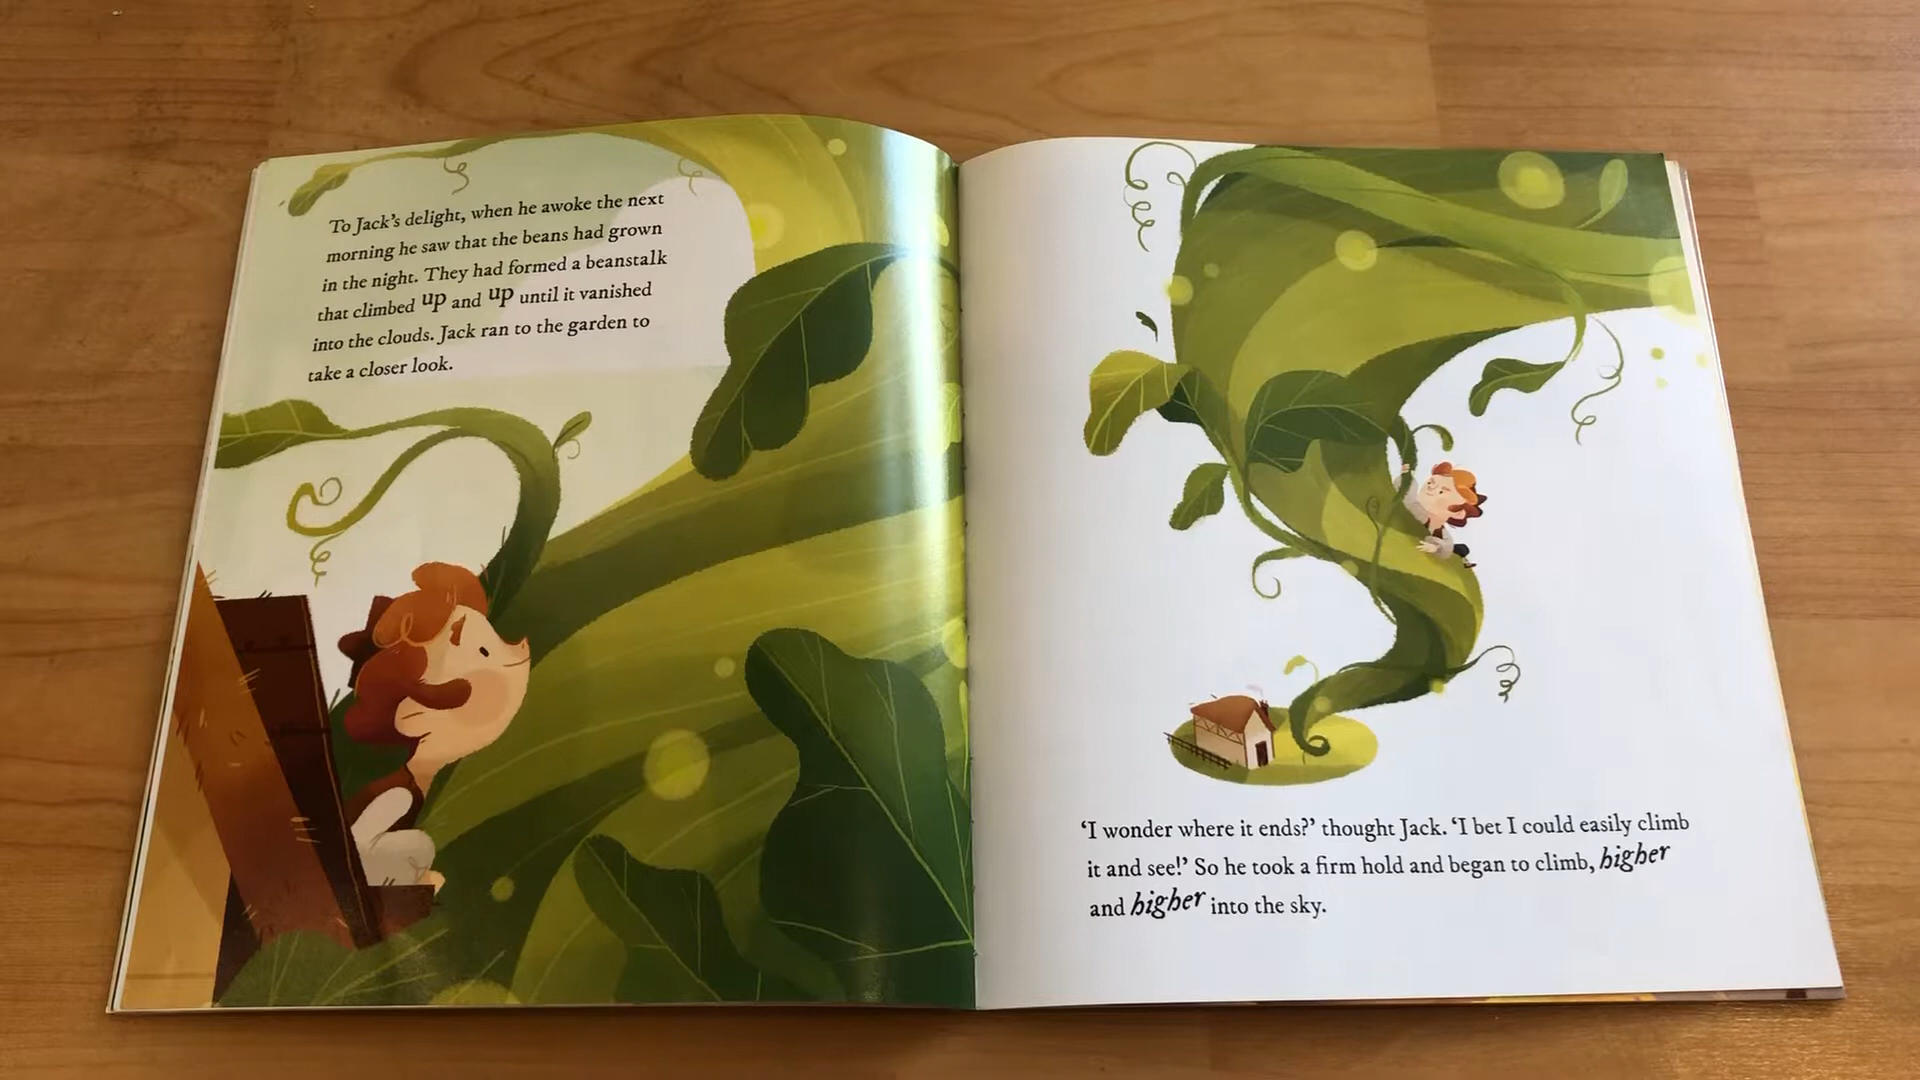 To Jack's delight, when he awoke the next
morning he saw that the beans had grown
in the night. They had formed a beanstalk
that climbed up and up until it vanished
into the clouds. Jack ran to the garden to
take a closer look.
‘I wonder where it ends?’ thought Jack. ‘I bet I could easily climb
it and see!’ So he took a firm hold and began to climb, higher
and higher into the sky.